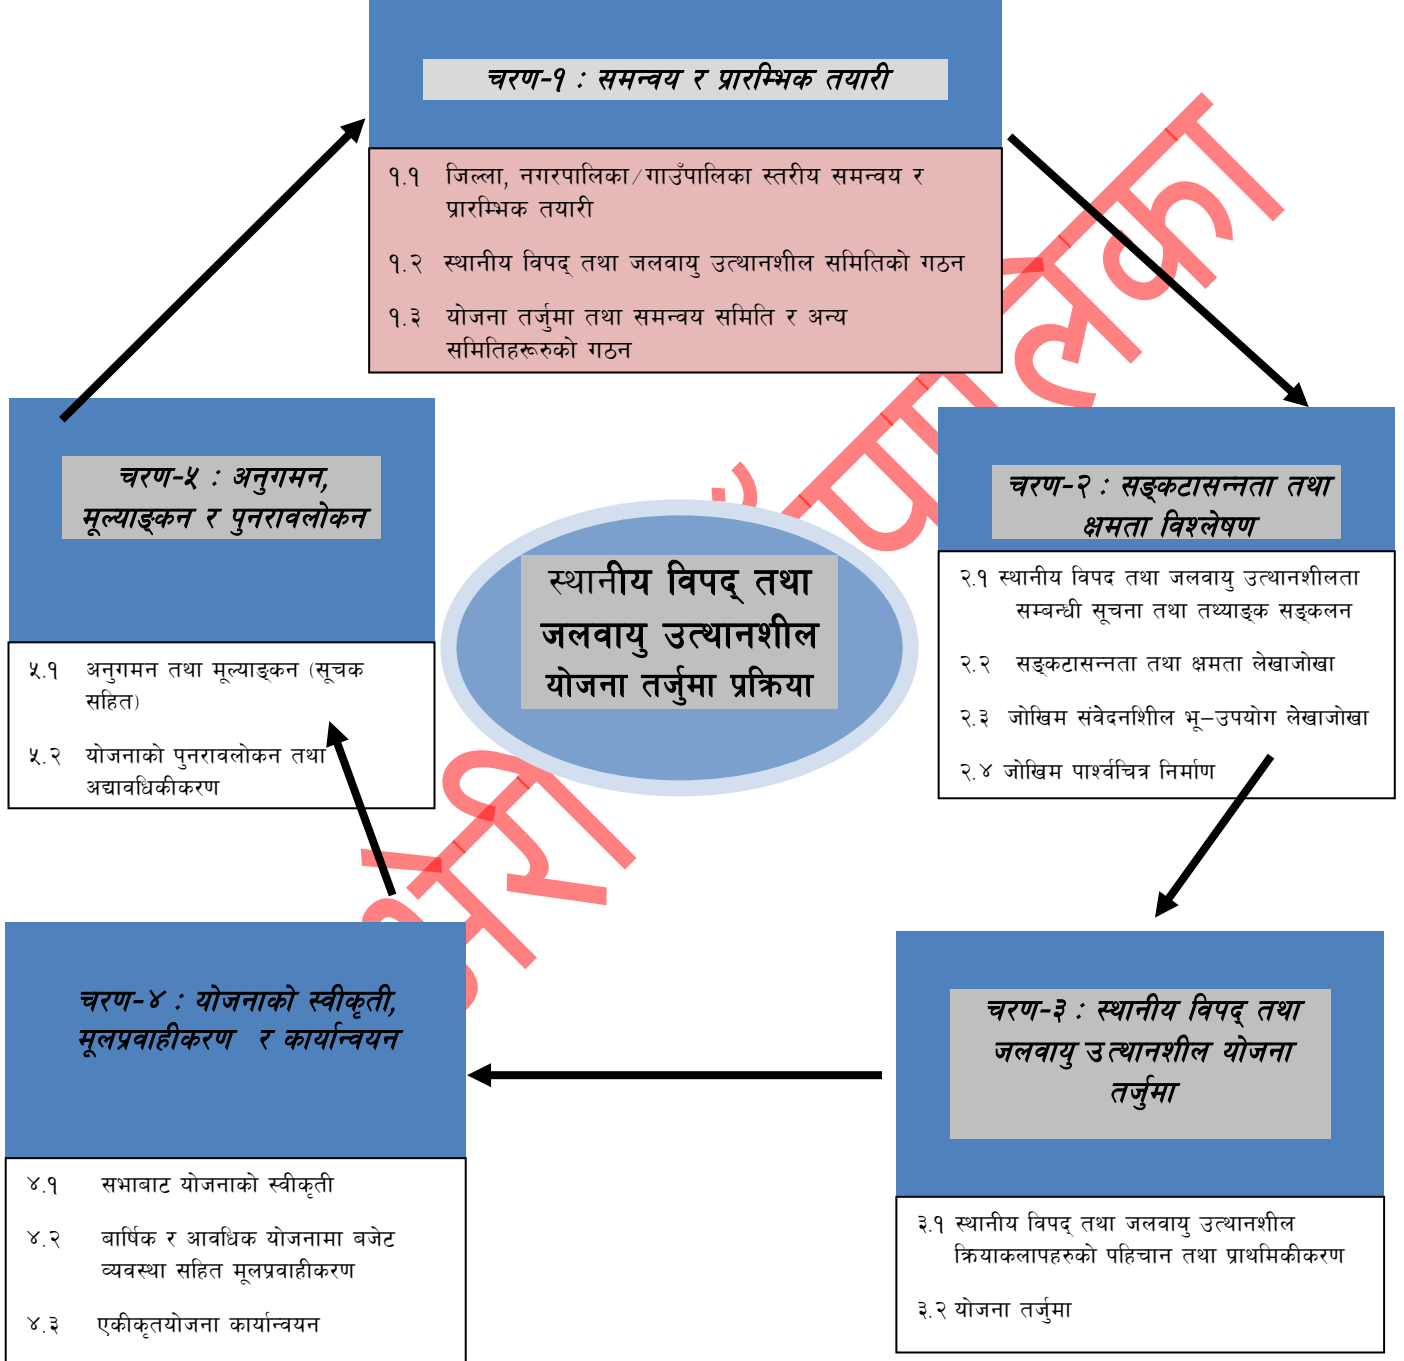 चरण-१ : समन्वय र प्रारम्भिक तयारी
१.१ जिल्ला, नगरपालिका/गाउँपालिका स्तरीय समन्वय र
प्रारम्भिक तयारी
१.२ स्थानीय विपद् तथा जलवायु उत्थानशील समितिको गठन
१.३ योजना तर्जुमा तथा समन्वय समिति र अन्य
समितिहरूरुको गठन
चरण-२ : सङ्कटासन्नता तथा
क्षमता विश्लेषण
२.१ स्थानीय विपद तथा जलवायु उत्थानशीलता
सम्बन्धी सूचना तथा तथ्याङ्क सङ्कलन
२.२ सङ्कटासन्नता तथा क्षमता लेखाजोखा
२.३ जोखिम संवेदनशिील भू–उपयोग लेखाजोखा
२.४ जोखिम पार्श्वचित्र निर्माण
चरण-३ : स्थानीय विपद् तथा
जलवायु उत्थानशील योजना
तर्जुमा
३.१ स्थानीय विपद् तथा जलवायु उत्थानशील
क्रियाकलापहरुको पहिचान तथा प्राथमिकीकरण
३.२ योजना तर्जुमा
चरण-४ : योजनाको स्वीकृती,
मूलप्रवाहीकरण र कार्यान्वयन
४.१ सभाबाट योजनाको स्वीकृती
४.२ बार्षिक र आवधिक योजनामा बजेट
व्यवस्था सहित मूलप्रवाहीकरण
४.३ एकीकृतयोजना कार्यान्वयन
चरण-५ : अनुगमन,
मूल्याङ्कन र पुनरावलोकन
५.१ अनुगमन तथा मूल्याङ्कन (सूचक
सहित)
५.२ योजनाको पुनरावलोकन तथा
अद्यावधिकीकरण
स्थानीय विपद् तथा
जलवायु उत्थानशील
योजना तर्जुमा प्रक्रिया